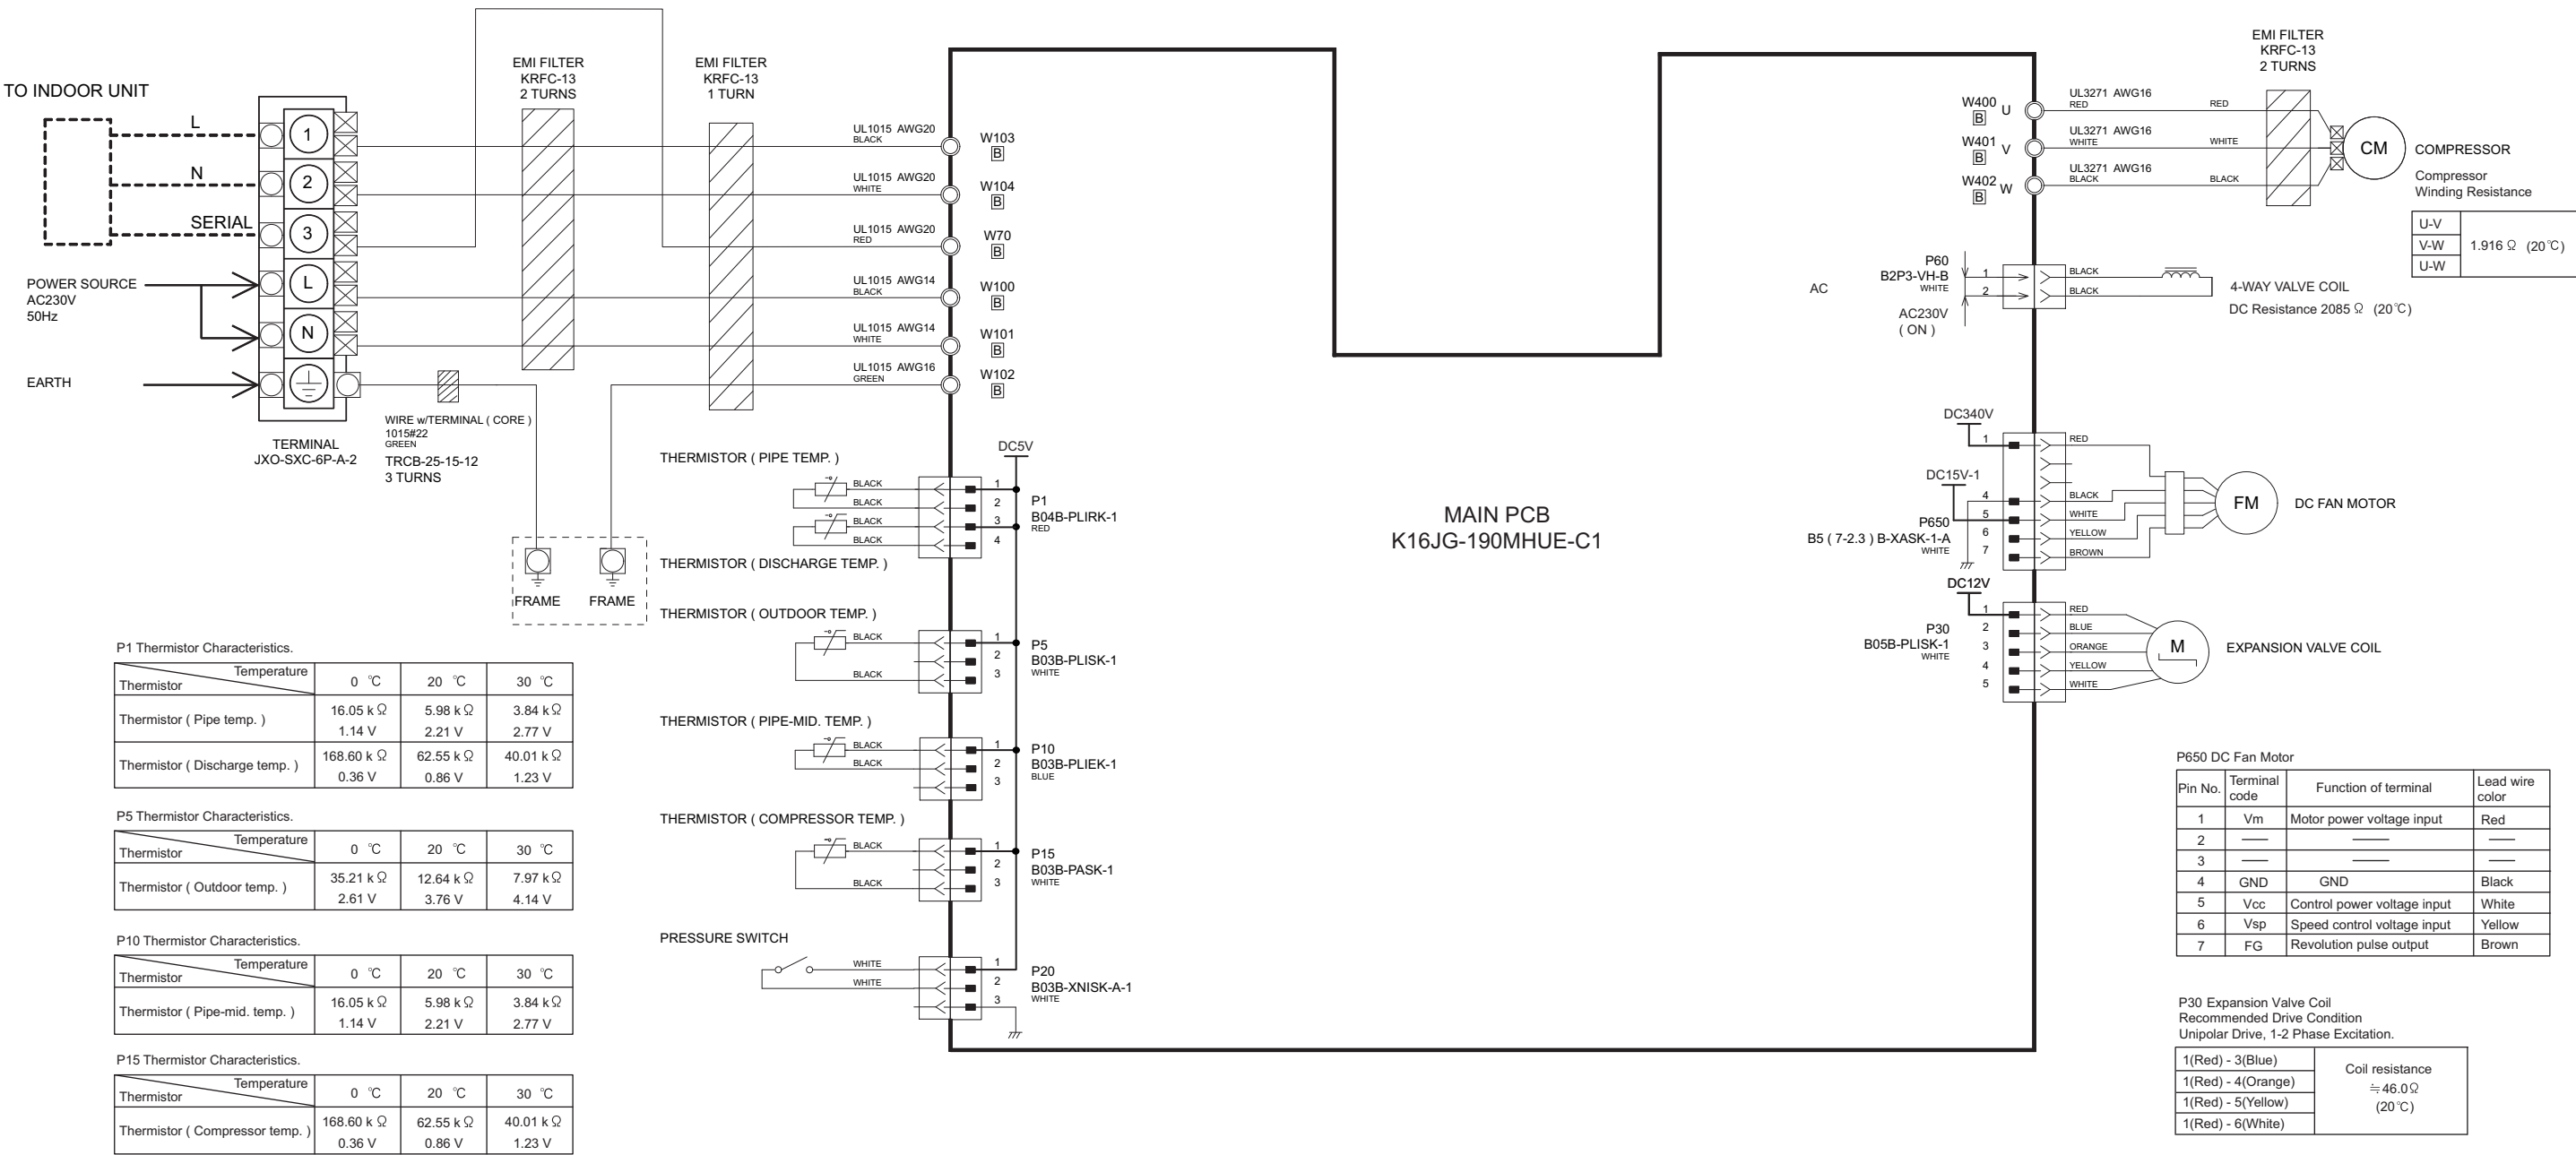 TO INDOOR UNIT
L
N
SERIAL
POWER SOURCE
AC230V
50Hz
EARTH
1
2
3
L
N
TERMINAL
JXO-SXC-6P-A-2
WIRE w/TERMINAL ( CORE )
1015#22
GREEN
TRCB-25-15-12
3 TURNS
EMI FILTER
KRFC-13
2 TURNS
EMI FILTER
KRFC-13
1 TURN
FRAME
FRAME
UL1015 AWG20
BLACK
W103
B
UL1015 AWG20
WHITE
W104
B
UL1015 AWG20
RED
W70
B
UL1015 AWG14
BLACK
W100
B
UL1015 AWG14
WHITE
W101
B
UL1015 AWG16
GREEN
W102
B
DC5V
THERMISTOR ( PIPE TEMP. )
BLACK
BLACK
BLACK
BLACK
1
2
3
4
P1
B04B-PLIRK-1
RED
THERMISTOR ( DISCHARGE TEMP. )
THERMISTOR ( OUTDOOR TEMP. )
BLACK
BLACK
1
2
3
P5
B03B-PLISK-1
WHITE
THERMISTOR ( PIPE-MID. TEMP. )
BLACK
BLACK
1
2
3
P10
B03B-PLIEK-1
BLUE
THERMISTOR ( COMPRESSOR TEMP. )
BLACK
BLACK
1
2
3
P15
B03B-PASK-1
WHITE
PRESSURE SWITCH
WHITE
WHITE
1
2
3
P20
B03B-XNISK-A-1
WHITE
MAIN PCB
K16JG-190MHUE-C1
EMI FILTER
KRFC-13
2 TURNS
W400 U
B
UL3271 AWG16
RED RED
W401 V
B
UL3271 AWG16
WHITE WHITE
W402 W
B
UL3271 AWG16
BLACK BLACK
CM
COMPRESSOR
Compressor
Winding Resistance
U-V
V-W 1.916 Ω (20℃)
U-W
AC
P60
B2P3-VH-B
WHITE
1
2
AC230V
( ON )
BLACK
BLACK
4-WAY VALVE COIL
DC Resistance 2085 Ω (20℃)
DC340V
DC15V-1
1
4
5
6
7
P650
B5 ( 7-2.3 ) B-XASK-1-A
WHITE
RED
BLACK
WHITE
YELLOW
BROWN
FM
DC FAN MOTOR
DC12V
1
2
3
4
5
P30
B05B-PLISK-1
WHITE
RED
BLUE
ORANGE
YELLOW
WHITE
M
EXPANSION VALVE COIL
P1 Thermistor Characteristics.
Temperature
Thermistor 0 ℃ 20 ℃ 30 ℃
Thermistor ( Pipe temp. ) 16.05 kΩ 5.98 kΩ 3.84 kΩ
1.14 V 2.21 V 2.77 V
Thermistor ( Discharge temp. ) 168.60 kΩ 62.55 kΩ 40.01 kΩ
0.36 V 0.86 V 1.23 V
P5 Thermistor Characteristics.
Temperature
Thermistor 0 ℃ 20 ℃ 30 ℃
Thermistor ( Outdoor temp. ) 35.21 kΩ 12.64 kΩ 7.97 kΩ
2.61 V 3.76 V 4.14 V
P10 Thermistor Characteristics.
Temperature
Thermistor 0 ℃ 20 ℃ 30 ℃
Thermistor ( Pipe-mid. temp. ) 16.05 kΩ 5.98 kΩ 3.84 kΩ
1.14 V 2.21 V 2.77 V
P15 Thermistor Characteristics.
Temperature
Thermistor 0 ℃ 20 ℃ 30 ℃
Thermistor ( Compressor temp. ) 168.60 kΩ 62.55 kΩ 40.01 kΩ
0.36 V 0.86 V 1.23 V
P650 DC Fan Motor
Pin No. Terminal code Function of terminal Lead wire color
1 Vm Motor power voltage input Red
2 — — —
3 — — —
4 GND GND Black
5 Vcc Control power voltage input White
6 Vsp Speed control voltage input Yellow
7 FG Revolution pulse output Brown
P30 Expansion Valve Coil
Recommended Drive Condition
Unipolar Drive, 1-2 Phase Excitation.
1(Red) - 3(Blue)
1(Red) - 4(Orange)
1(Red) - 5(Yellow)
1(Red) - 6(White)
Coil resistance
≒46.0Ω
(20℃)